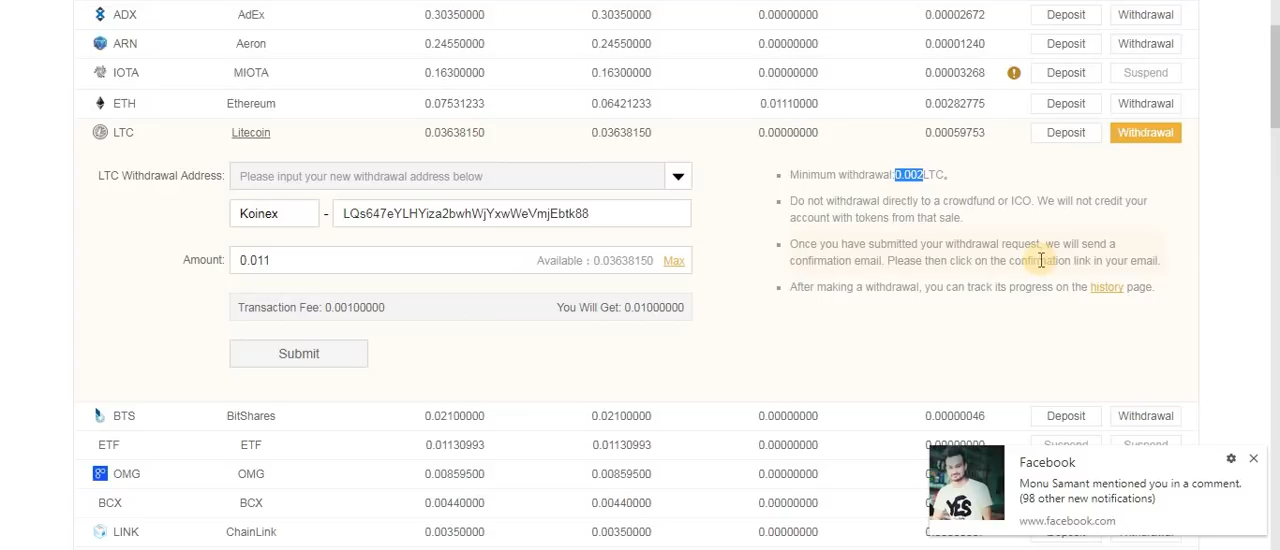 ADX AdEx 0.30350000 0.30350000 0.00000000 0.00002672 Deposit Withdrawal
ARN Aeron 0.24550000 0.24550000 0.00000000 0.00001240 Deposit Withdrawal
IOTA MIOTA 0.16300000 0.16300000 0.00000000 0.00003268 Deposit Suspend
ETH Ethereum 0.07531233 0.06421233 0.01110000 0.00282775 Deposit Withdrawal
LTC Litecoin 0.03638150 0.03638150 0.00000000 0.00059753 Deposit Withdrawal
LTC Withdrawal Address: Please input your new withdrawal address below
Koinex - LQs647eYLHYiza2bwhWjYxwWeVmjEbtk88
Amount: 0.011 Available : 0.03638150 Max
Transaction Fee: 0.00100000 You Will Get: 0.01000000
Submit
Minimum withdrawal:0.002LTC。
Do not withdrawal directly to a crowdfund or ICO. We will not credit your
account with tokens from that sale.
Once you have submitted your withdrawal request, we will send a
confirmation email. Please then click on the confirmation link in your email.
After making a withdrawal, you can track its progress on the history page.
BTS BitShares 0.02100000 0.02100000 0.00000000 0.00000046 Deposit Withdrawal
ETF ETF 0.01130993 0.01130993 0.00000000 0.00000000 Suspend Suspend
OMG OMG 0.00859500 0.00859500 0.00000000
BCX BCX 0.00440000 0.00440000 0.00000000
LINK ChainLink 0.00350000 0.00350000 0.00000000
Facebook
Monu Samant mentioned you in a comment.
(98 other new notifications)
www.facebook.com
YES